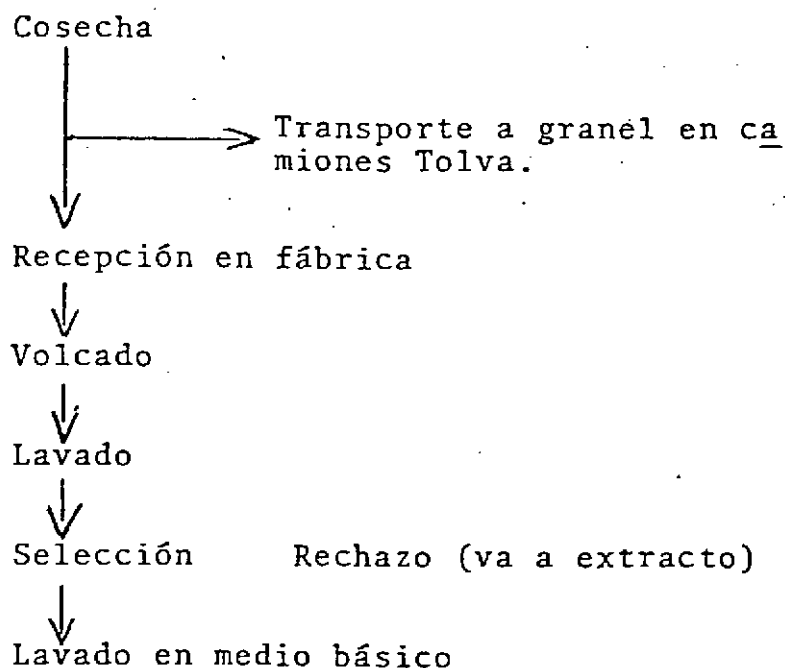 Cosecha
Transporte a granel en ca
miones Tolva.
Recepción en fábrica
Volcado
Lavado
Selección Rechazo (va a extracto)
Lavado en medio básico